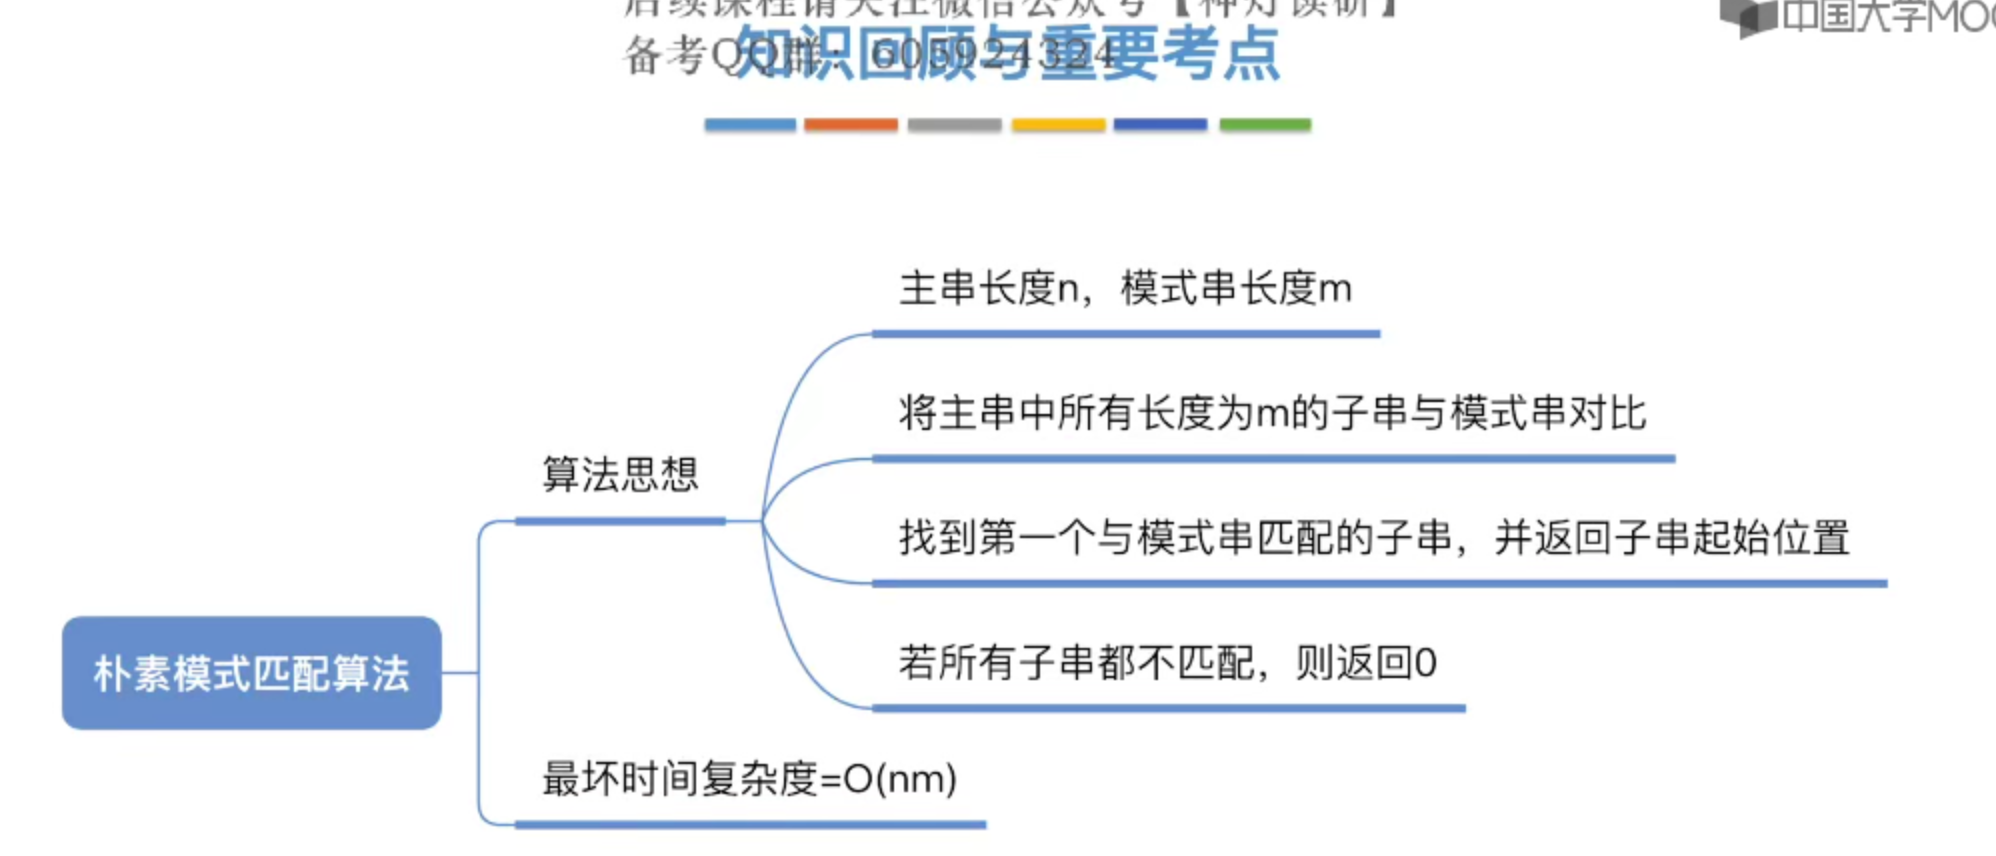 后续课程请关注微信公众号【神灯读研】
备考QQ群：605924324
知识回顾与重要考点
中国大学MOO
主串长度n，模式串长度m
将主串中所有长度为m的子串与模式串对比
算法思想
找到第一个与模式串匹配的子串，并返回子串起始位置
朴素模式匹配算法
若所有子串都不匹配，则返回0
最坏时间复杂度=O(nm)